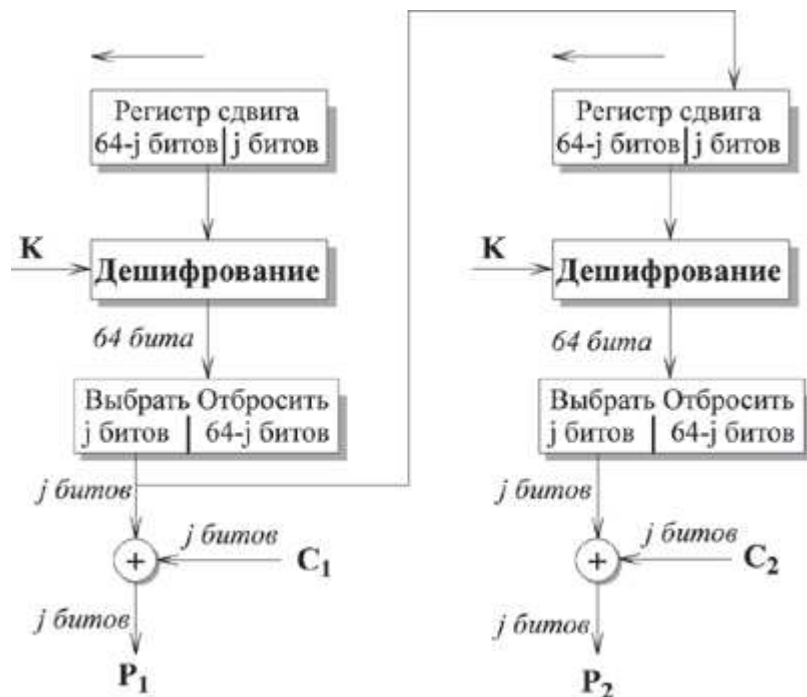 Регистр сдвига
64-j битов | j битов
K
Дешифрование
64 бита
Выбрать Отбросить
j битов | 64-j битов
j битов
j битов
+
C1
j битов
P1
Регистр сдвига
64-j битов | j битов
K
Дешифрование
64 бита
Выбрать Отбросить
j битов | 64-j битов
j битов
j битов
+
C2
j битов
P2